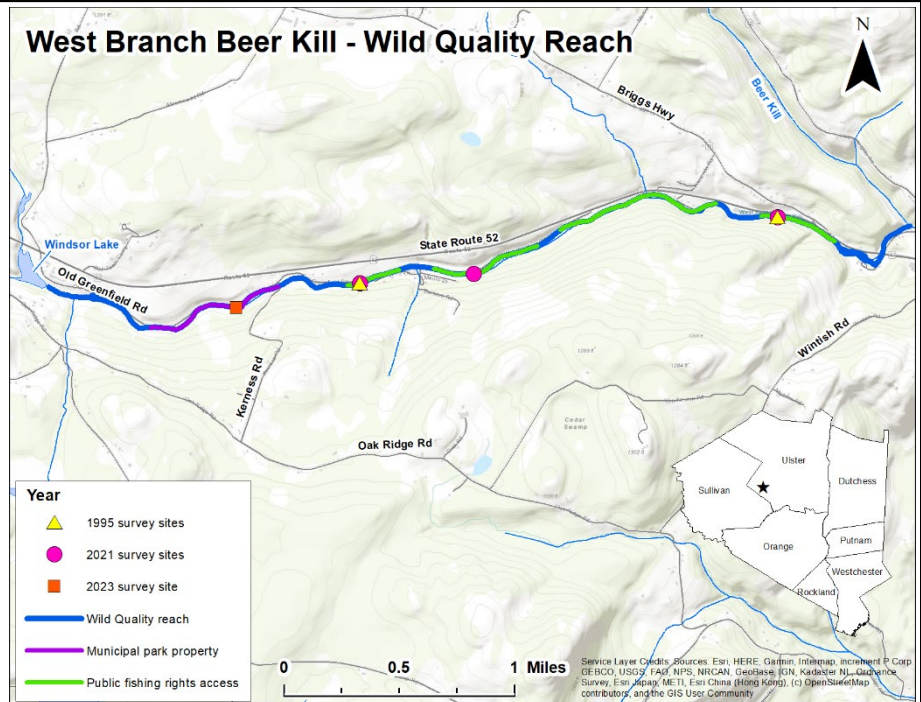 West Branch Beer Kill - Wild Quality Reach
N
Briggs Hwy
Beer Kill
Windsor Lake
State Route 52
Old Greenfield Rd
Kerness Rd
Wintish Rd
Oak Ridge Rd
Cedar
Swamp
Ulster
Dutchess
Sullivan
Orange
Putnam
Westchester
Rockland
Year
1995 survey sites
2021 survey sites
2023 survey site
Wild Quality reach
Municipal park property
Public fishing rights access
0 0.5 1 Miles
Service Layer Credits: Sources: Esri, HERE, Garmin, Intermap, increment P Corp
GEBCO, USGS, FAO, NPS, NRCAN, GeoBase, IGN, Kadaster NL, Ordnance
Survey, Esri Japan, METI, Esri China (Hong Kong), (c) OpenStreetMap
contributors, and the GIS User Community